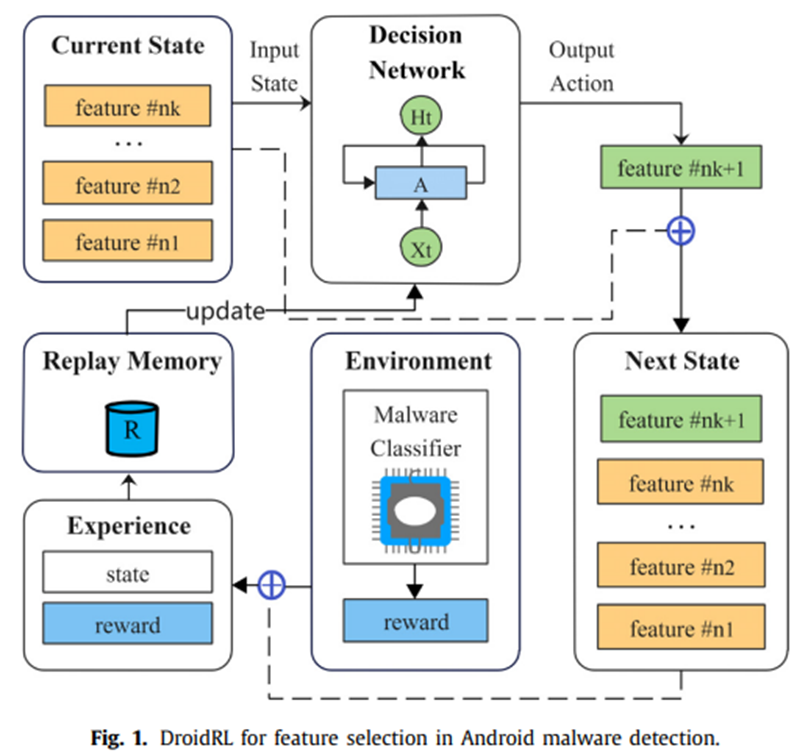 Current State
feature #nk
...
feature #n2
feature #n1
Input
State
Decision
Network
Ht
A
Xt
Output
Action
feature #nk+1
update
Replay Memory
R
Experience
state
reward
Environment
Malware
Classifier
reward
Next State
feature #nk+1
feature #nk
...
feature #n2
feature #n1
Fig. 1. DroidRL for feature selection in Android malware detection.